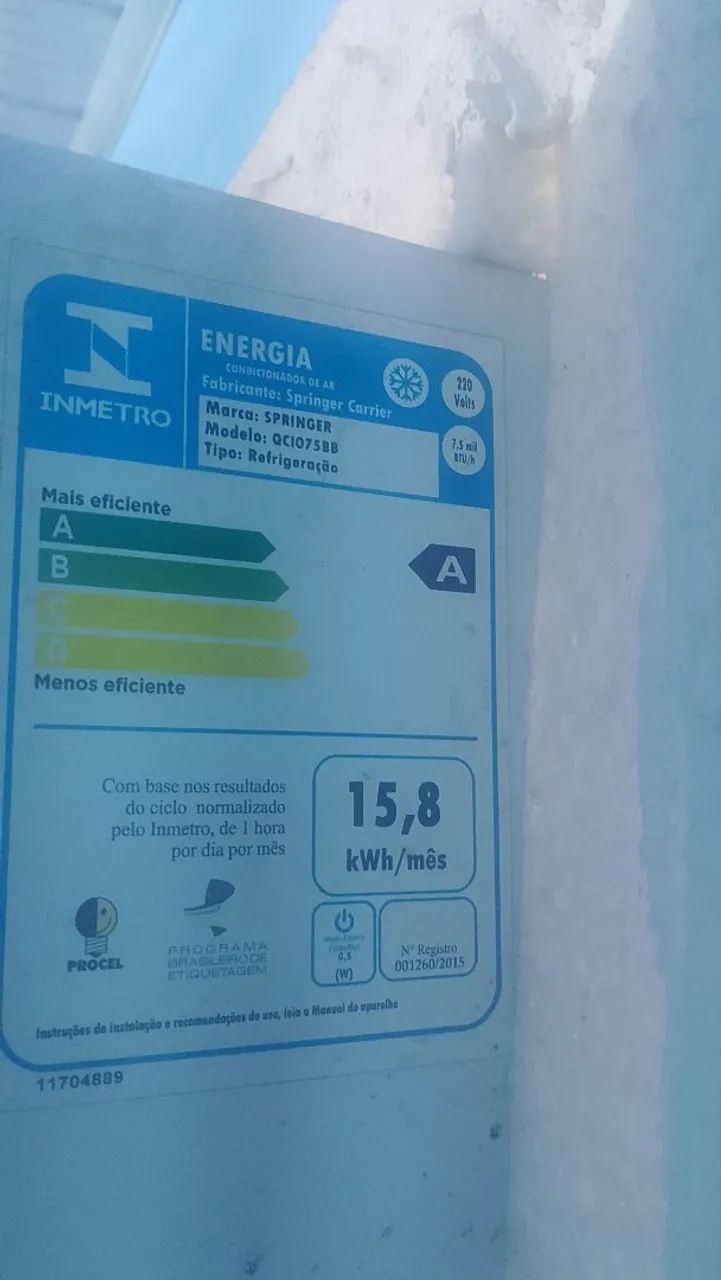 INMETRO
ENERGIA
CONDICIONADOR DE AR
Fabricante: Springer Carrier
Marca: SPRINGER
Modelo: QCI075BB
Tipo: Refrigeração
220
Volts
7.5 mil
BTU/h
Mais eficiente
A
B
C
D
A
Menos eficiente
Com base nos resultados
do ciclo normalizado
pelo Inmetro, de 1 hora
por dia por mês
15,8
kWh/mês
PROCEL
PROGRAMA
BRASILEIRO DE
ETIQUETAGEM
0,5
(W)
Nº Registro
001260/2015
Instruções de instalação e recomendações de uso, leia o Manual do aparelho
11704889